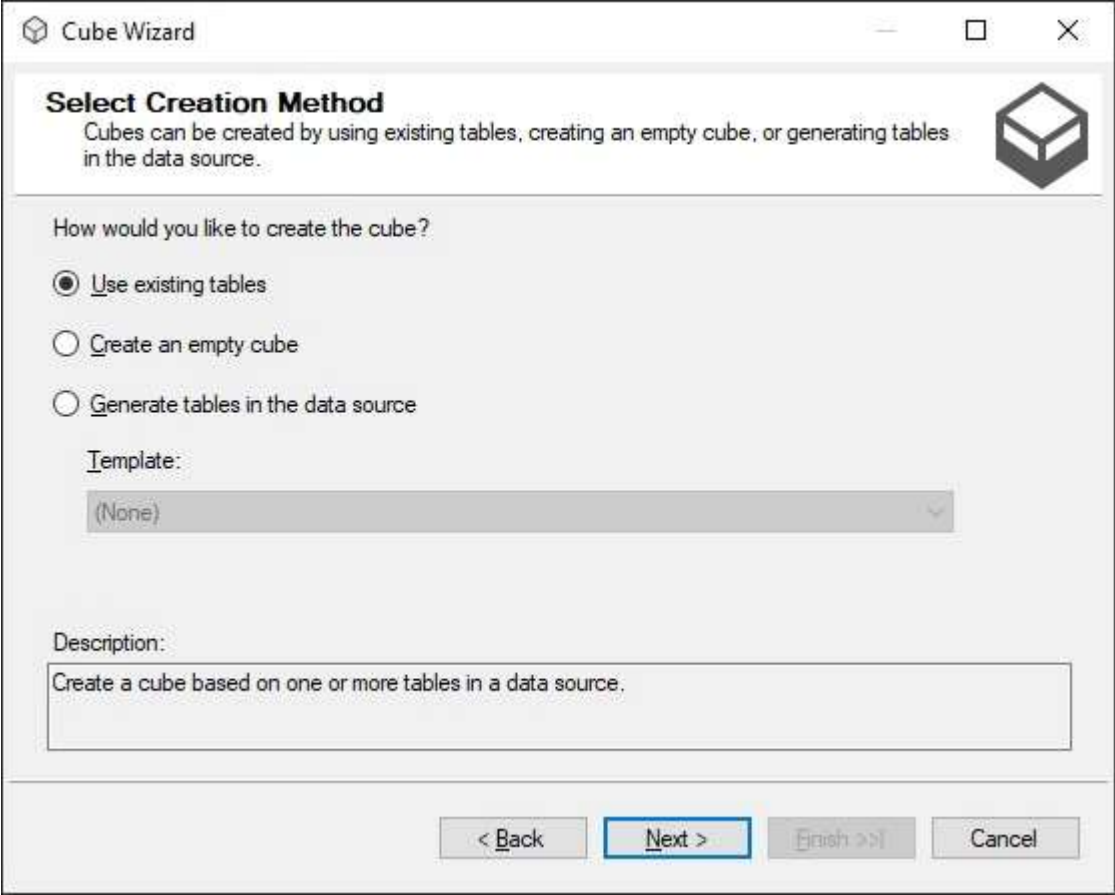 Cube Wizard
Select Creation Method
Cubes can be created by using existing tables, creating an empty cube, or generating tables
in the data source.
How would you like to create the cube?
Use existing tables
Create an empty cube
Generate tables in the data source
Template:
(None)
Description:
Create a cube based on one or more tables in a data source.
< Back
Next >
Finish >>|
Cancel